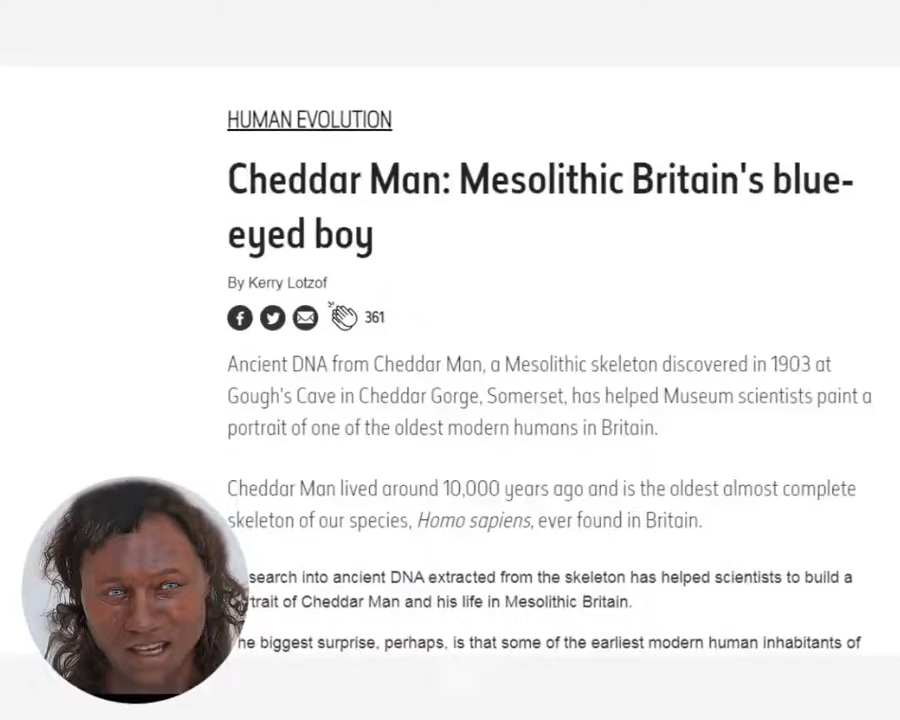 HUMAN EVOLUTION
Cheddar Man: Mesolithic Britain's blue-
eyed boy
By Kerry Lotzof
361
Ancient DNA from Cheddar Man, a Mesolithic skeleton discovered in 1903 at
Gough's Cave in Cheddar Gorge, Somerset, has helped Museum scientists paint a
portrait of one of the oldest modern humans in Britain.
Cheddar Man lived around 10,000 years ago and is the oldest almost complete
skeleton of our species, Homo sapiens, ever found in Britain.
search into ancient DNA extracted from the skeleton has helped scientists to build a
trait of Cheddar Man and his life in Mesolithic Britain.
he biggest surprise, perhaps, is that some of the earliest modern human inhabitants of